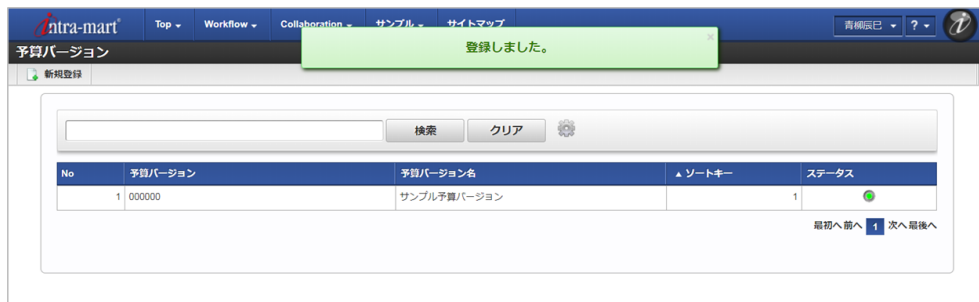 intra-mart® Top Workflow Collaboration サンプル サイトマップ 青柳辰巳 ?
登録しました。 ×
予算バージョン
新規登録
検索 クリア
No 予算バージョン 予算バージョン名 ▲ ソートキー ステータス
1 000000 サンプル予算バージョン 1
最初へ 前へ 1 次へ 最後へ